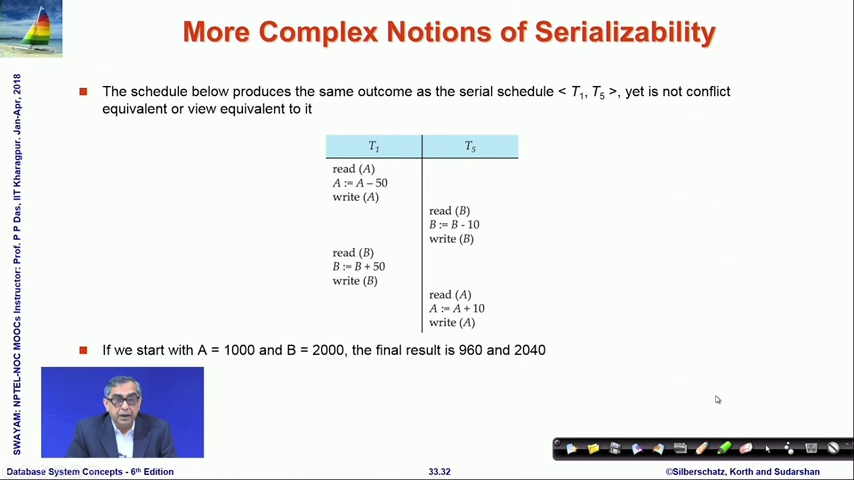 More Complex Notions of Serializability
The schedule below produces the same outcome as the serial schedule < T1, T5 >, yet is not conflict
equivalent or view equivalent to it
T1 T5
read (A)
A := A – 50
write (A)
read (B)
B := B - 10
write (B)
read (B)
B := B + 50
write (B)
read (A)
A := A + 10
write (A)
If we start with A = 1000 and B = 2000, the final result is 960 and 2040
SWAYAM: NPTEL-NOC MOOCs Instructor: Prof. P P Das, IIT Kharagpur. Jan-Apr, 2018
Database System Concepts - 6th Edition
33.32
©Silberschatz, Korth and Sudarshan